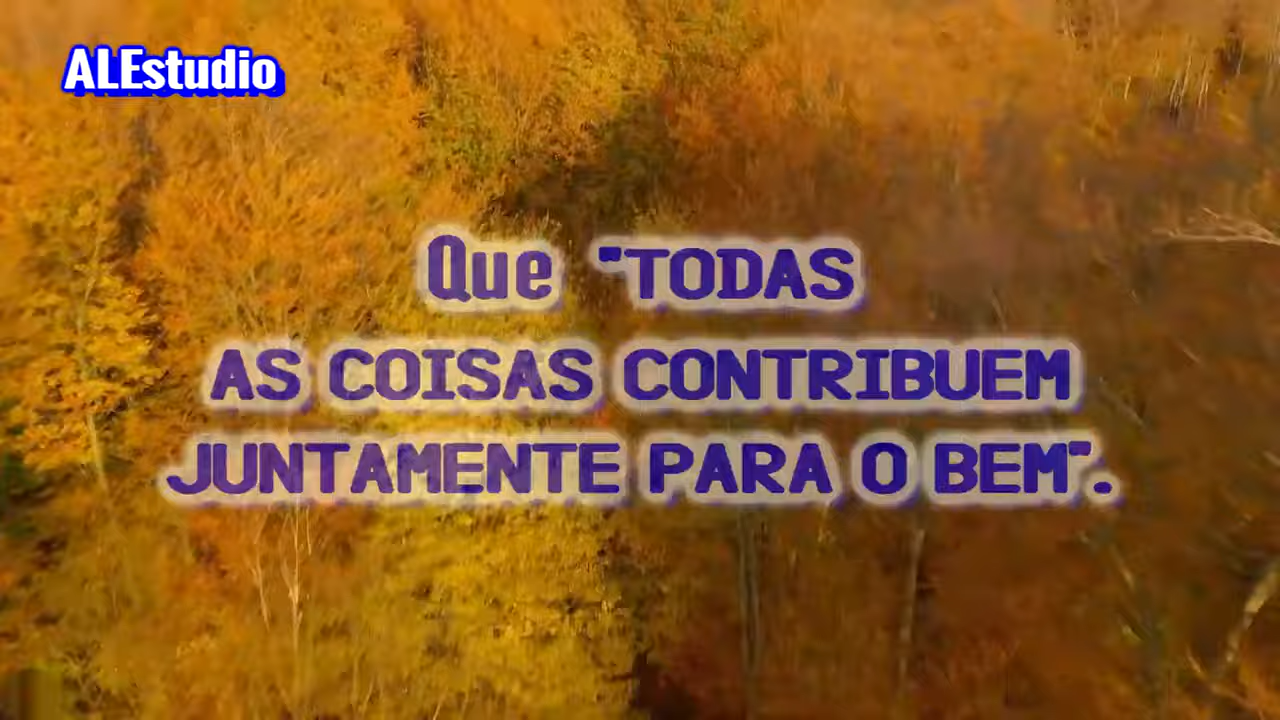 ALEstudio
Que "TODAS
AS COISAS CONTRIBUEM
JUNTAMENTE PARA O BEM".